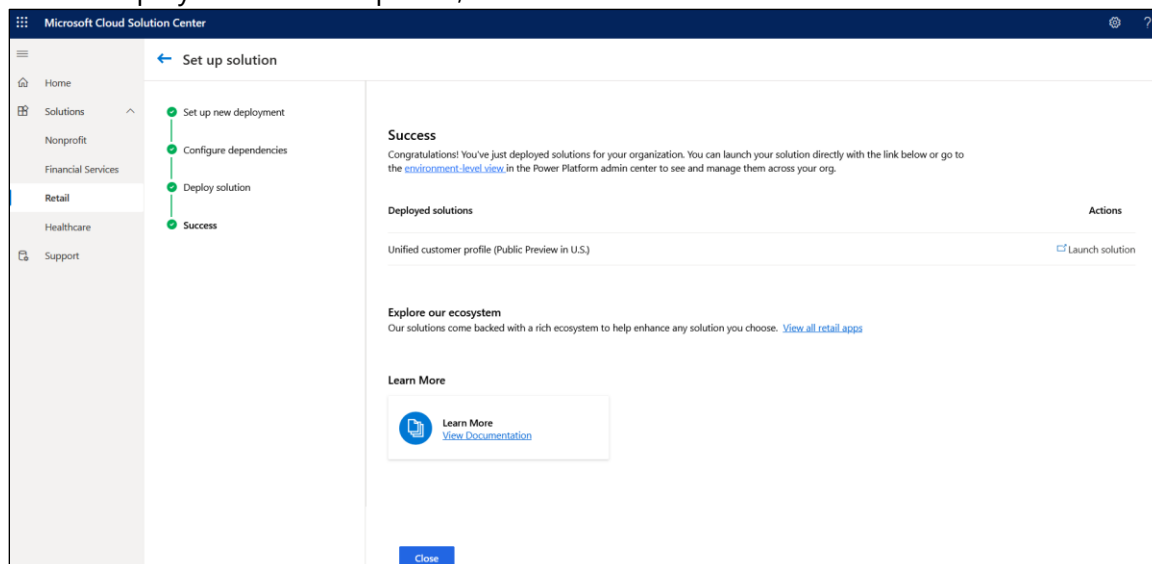 Microsoft Cloud Solution Center
?
Set up solution
Home
Solutions
Nonprofit
Financial Services
Retail
Healthcare
Support
Set up new deployment
Configure dependencies
Deploy solution
Success
Success
Congratulations! You've just deployed solutions for your organization. You can launch your solution directly with the link below or go to
the environment-level view in the Power Platform admin center to see and manage them across your org.
Deployed solutions
Actions
Unified customer profile (Public Preview in U.S.)
Launch solution
Explore our ecosystem
Our solutions come backed with a rich ecosystem to help enhance any solution you choose. View all retail apps
Learn More
Learn More
View Documentation
Close